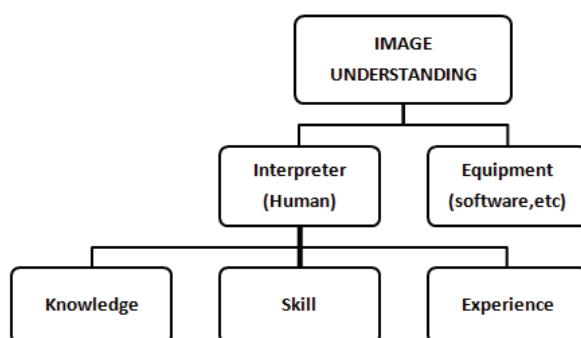 IMAGE
UNDERSTANDING
Interpreter
(Human)
Equipment
(software,etc)
Knowledge
Skill
Experience